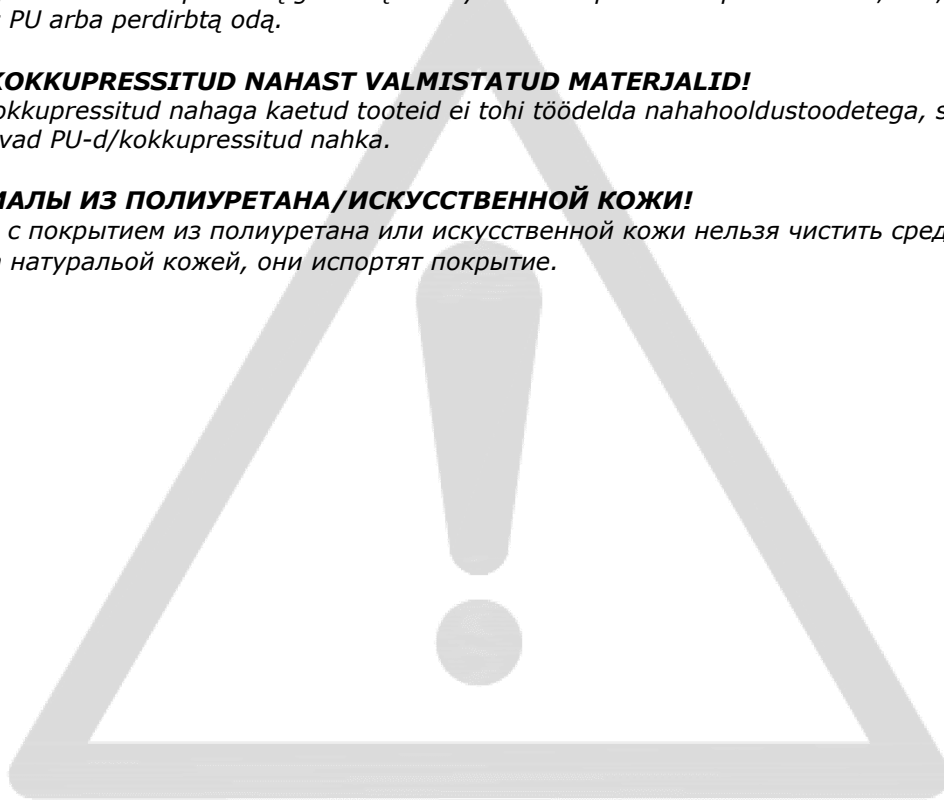 PU arba perdirbtą odą.
KOKKUPRESSITUD NAHAST VALMISTATUD MATERJALID!
kokkupressitud nahaga kaetud tooteid ei tohi töödelda nahahooldustoodetega, s
vad PU-d/kokkupressitud nahka.
ИАЛЫ ИЗ ПОЛИУРЕТАНА/ИСКУССТВЕННОЙ КОЖИ!
с покрытием из полиуретана или искусственной кожи нельзя чистить сред
натуральой кожей, они испортят покрытие.